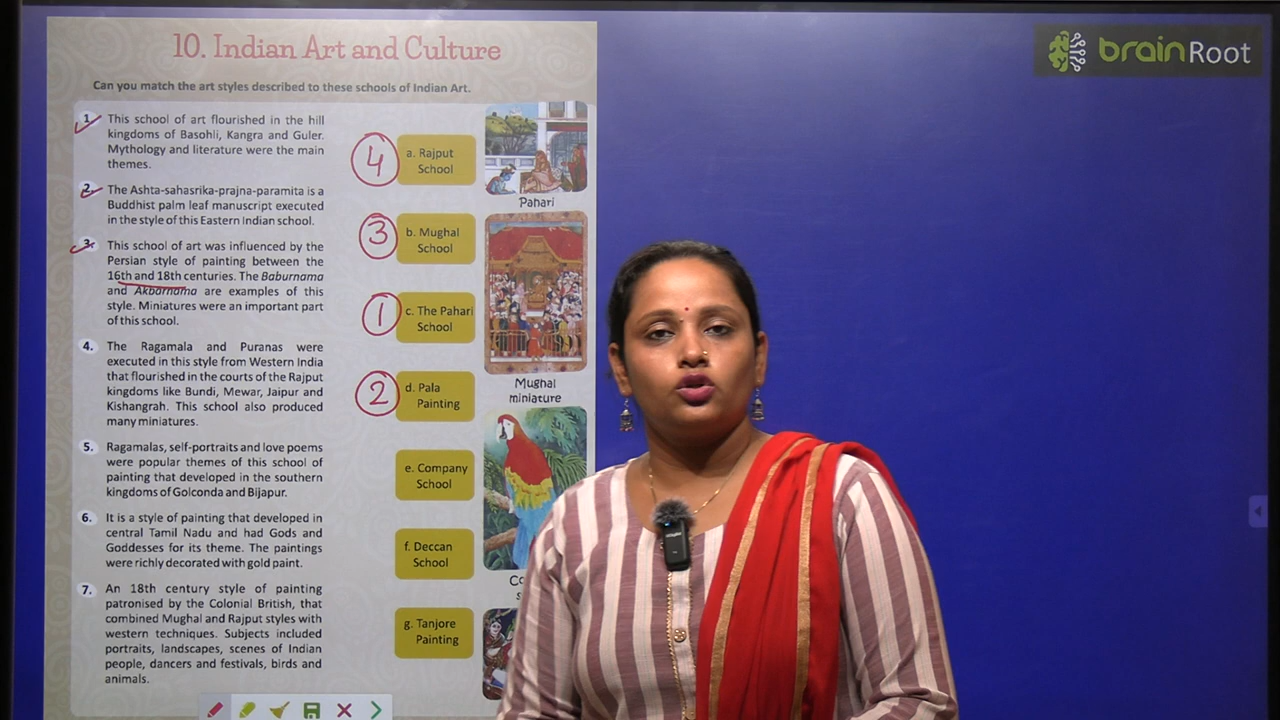 10. Indian Art and Culture
brainRoot
Can you match the art styles described to these schools of Indian Art.
1. This school of art flourished in the hill
kingdoms of Basohli, Kangra and Guler.
Mythology and literature were the main
themes.
2. The Ashta-sahasrika-prajna-paramita is a
Buddhist palm leaf manuscript executed
in the style of this Eastern Indian school.
3. This school of art was influenced by the
Persian style of painting between the
16th and 18th centuries. The Baburnama
and Akbarnama are examples of this
style. Miniatures were an important part
of this school.
4. The Ragamala and Puranas were
executed in this style from Western India
that flourished in the courts of the Rajput
kingdoms like Bundi, Mewar, Jaipur and
Kishangrah. This school also produced
many miniatures.
5. Ragamalas, self-portraits and love poems
were popular themes of this school of
painting that developed in the southern
kingdoms of Golconda and Bijapur.
6. It is a style of painting that developed in
central Tamil Nadu and had Gods and
Goddesses for its theme. The paintings
were richly decorated with gold paint.
7. An 18th century style of painting
patronised by the Colonial British, that
combined Mughal and Rajput styles with
western techniques. Subjects included
portraits, landscapes, scenes of Indian
people, dancers and festivals, birds and
animals.
4 a. Rajput
School
3 b. Mughal
School
1 c. The Pahari
School
2 d. Pala
Painting
e. Company
School
f. Deccan
School
g. Tanjore
Painting
Pahari
Mughal
miniature